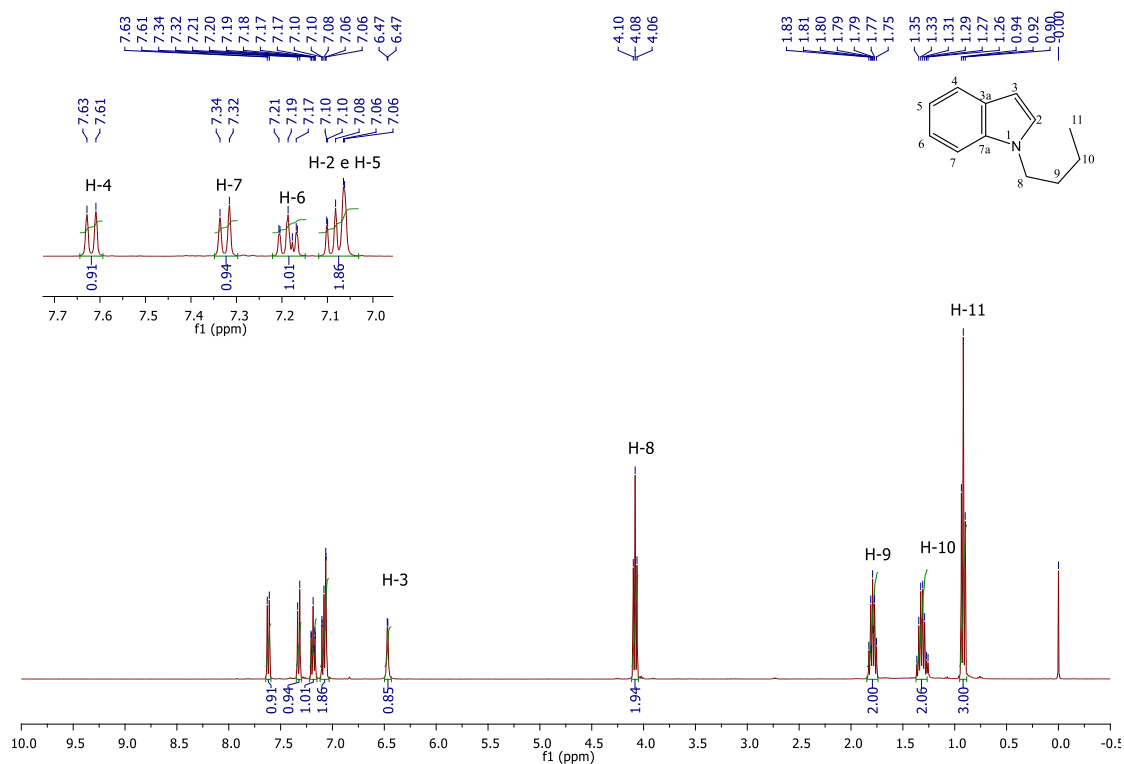 7.63 7.61 7.34 7.32 7.21 7.20 7.19 7.18 7.17 7.17 7.10 7.10 7.08 7.06 7.06 6.47 6.47 4.10 4.08 4.06 1.83 1.81 1.80 1.79 1.79 1.77 1.75 1.35 1.33 1.31 1.29 1.27 1.26 0.94 0.92 0.90 -0.00
7.63 7.61 7.34 7.32 7.21 7.19 7.17 7.10 7.10 7.08 7.06 7.06
4 3 3a 5 2 11 6 1 7a 10 7 9 8
H-2 e H-5
H-4 H-7 H-6
0.91 0.94 1.01 1.86
7.7 7.6 7.5 7.4 7.3 7.2 7.1 7.0
f1 (ppm)
N
H-11
H-8
H-9 H-10
H-3
0.91 0.94 1.01 1.86 0.85 1.94 2.00 2.06 3.00
10.0 9.5 9.0 8.5 8.0 7.5 7.0 6.5 6.0 5.5 5.0 4.5 4.0 3.5 3.0 2.5 2.0 1.5 1.0 0.5 0.0 -0.5
f1 (ppm)